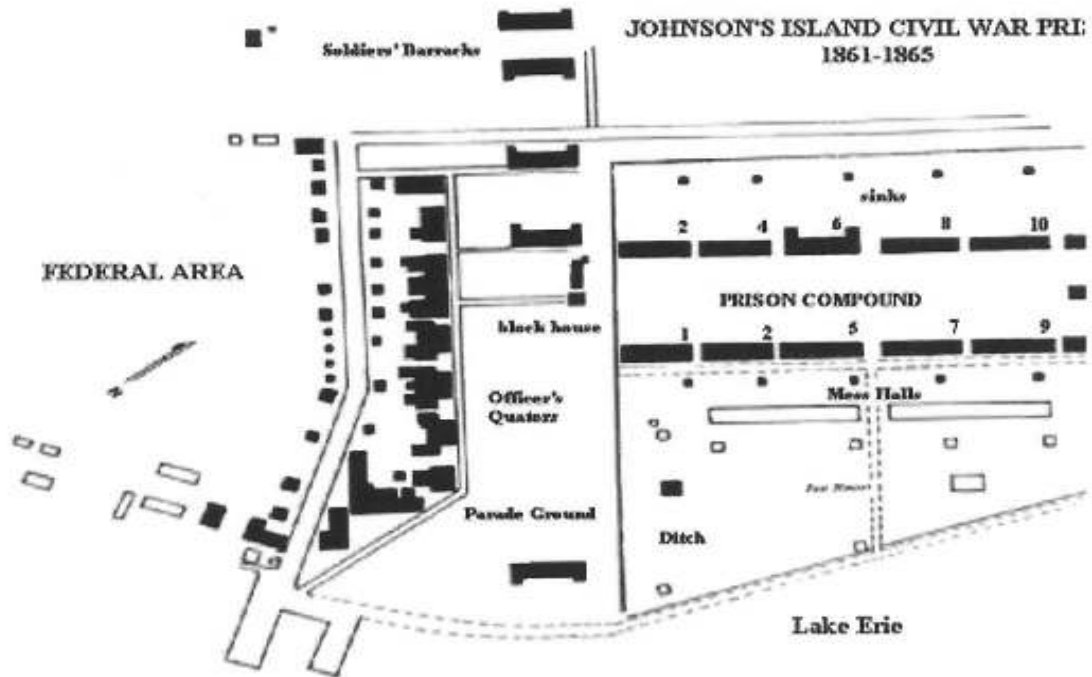 JOHNSON'S ISLAND CIVIL WAR PRI
1861-1865
Soldiers' Barracks
sinks
2 4 6 8 10
FEDERAL AREA
PRISON COMPOUND
block house
1 2 5 7 9
Mess Halls
N
Officer's
Quators
Parade Ground
Ditch
Lake Erie